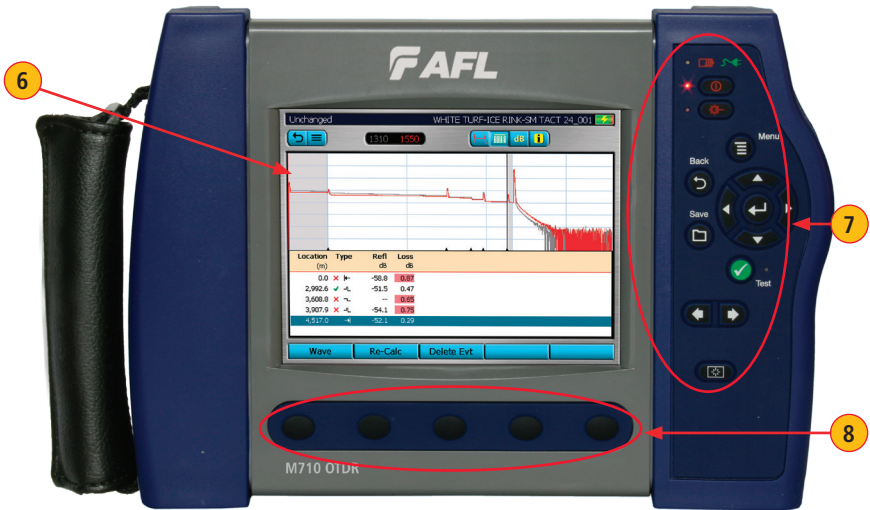 AFL
6
Unchanged WHITE TURF-ICE RINK-SM TACT 24_001
1310 1550
dB i
Location Type Refl Loss
(m) dB dB
0.0 -58.8 0.87
2,992.6 -51.5 0.47
3,608.8 -- 0.65
3,907.9 -54.1 0.75
4,517.0 -52.1 0.29
Wave Re-Calc Delete Evt
Menu
Back
Save
7
Test
8
M710 OTDR